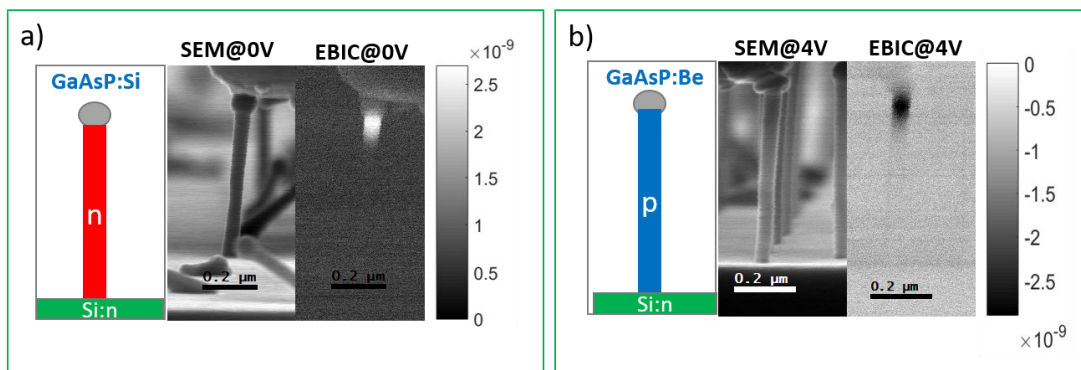 a)
SEM@0V
EBIC@0V
×10⁻⁹
GaAsP:Si
n
Si:n
0.2 µm
0.2 µm
2.5
2
1.5
1
0.5
0
b)
SEM@4V
EBIC@4V
GaAsP:Be
p
Si:n
0.2 µm
0.2 µm
0
-0.5
-1
-1.5
-2
-2.5
×10⁻⁹